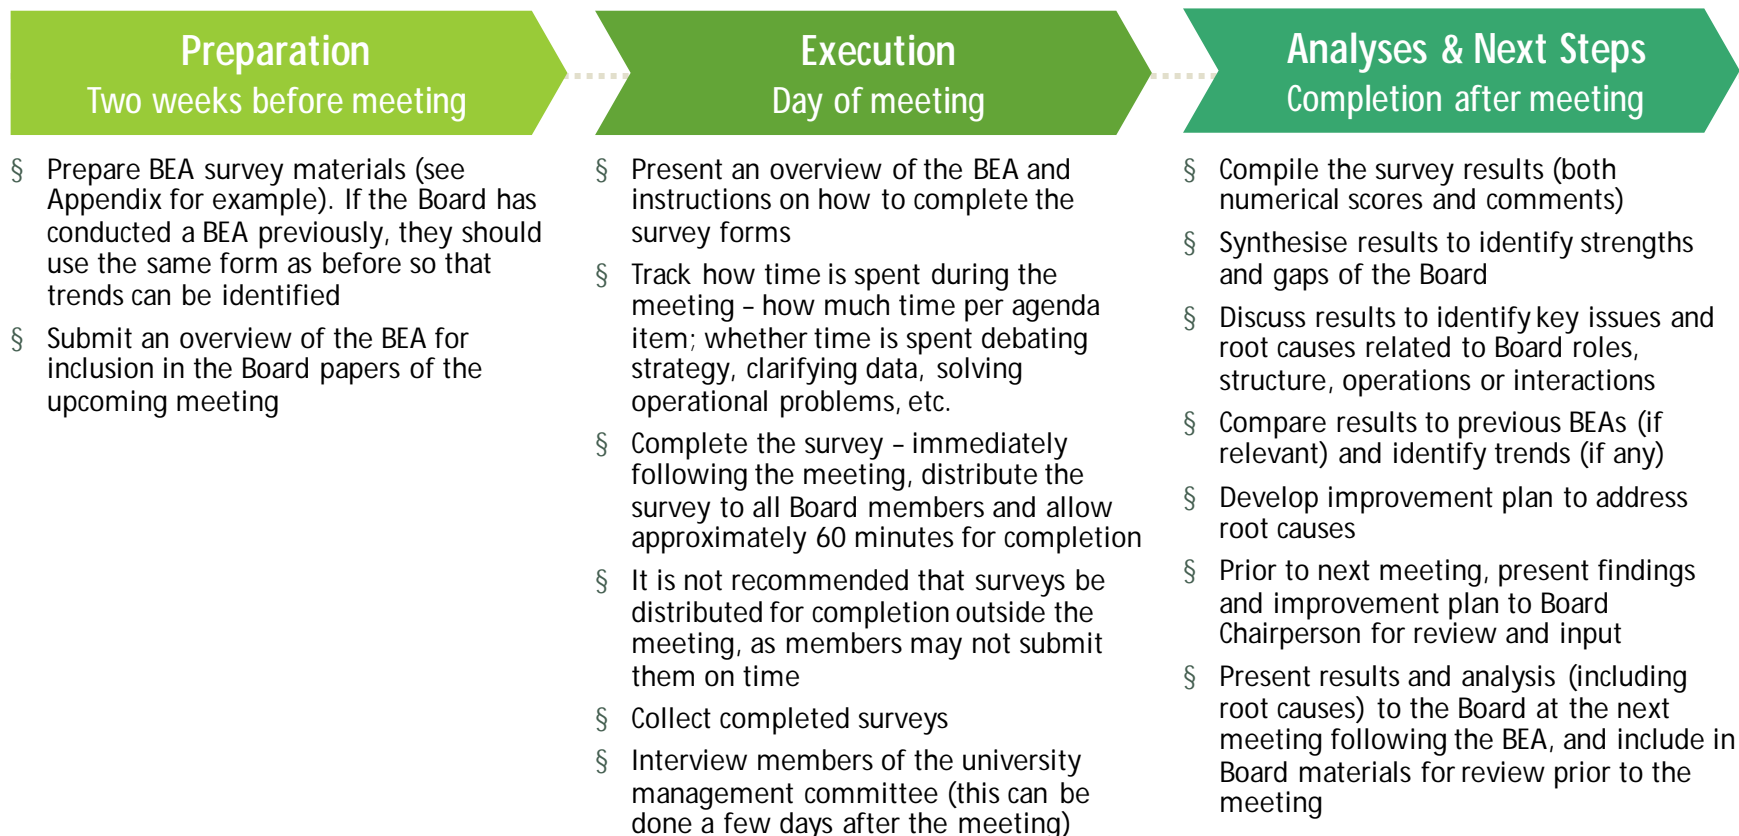 Preparation
Two weeks before meeting
§ Prepare BEA survey materials (see
Appendix for example). If the Board has
conducted a BEA previously, they should
use the same form as before so that
trends can be identified
§ Submit an overview of the BEA for
inclusion in the Board papers of the
upcoming meeting
Execution
Day of meeting
§ Present an overview of the BEA and
instructions on how to complete the
survey forms
§ Track how time is spent during the
meeting – how much time per agenda
item; whether time is spent debating
strategy, clarifying data, solving
operational problems, etc.
§ Complete the survey – immediately
following the meeting, distribute the
survey to all Board members and allow
approximately 60 minutes for completion
§ It is not recommended that surveys be
distributed for completion outside the
meeting, as members may not submit
them on time
§ Collect completed surveys
§ Interview members of the university
management committee (this can be
done a few days after the meeting)
Analyses & Next Steps
Completion after meeting
§ Compile the survey results (both
numerical scores and comments)
§ Synthesise results to identify strengths
and gaps of the Board
§ Discuss results to identify key issues and
root causes related to Board roles,
structure, operations or interactions
§ Compare results to previous BEAs (if
relevant) and identify trends (if any)
§ Develop improvement plan to address
root causes
§ Prior to next meeting, present findings
and improvement plan to Board
Chairperson for review and input
§ Present results and analysis (including
root causes) to the Board at the next
meeting following the BEA, and include in
Board materials for review prior to the
meeting